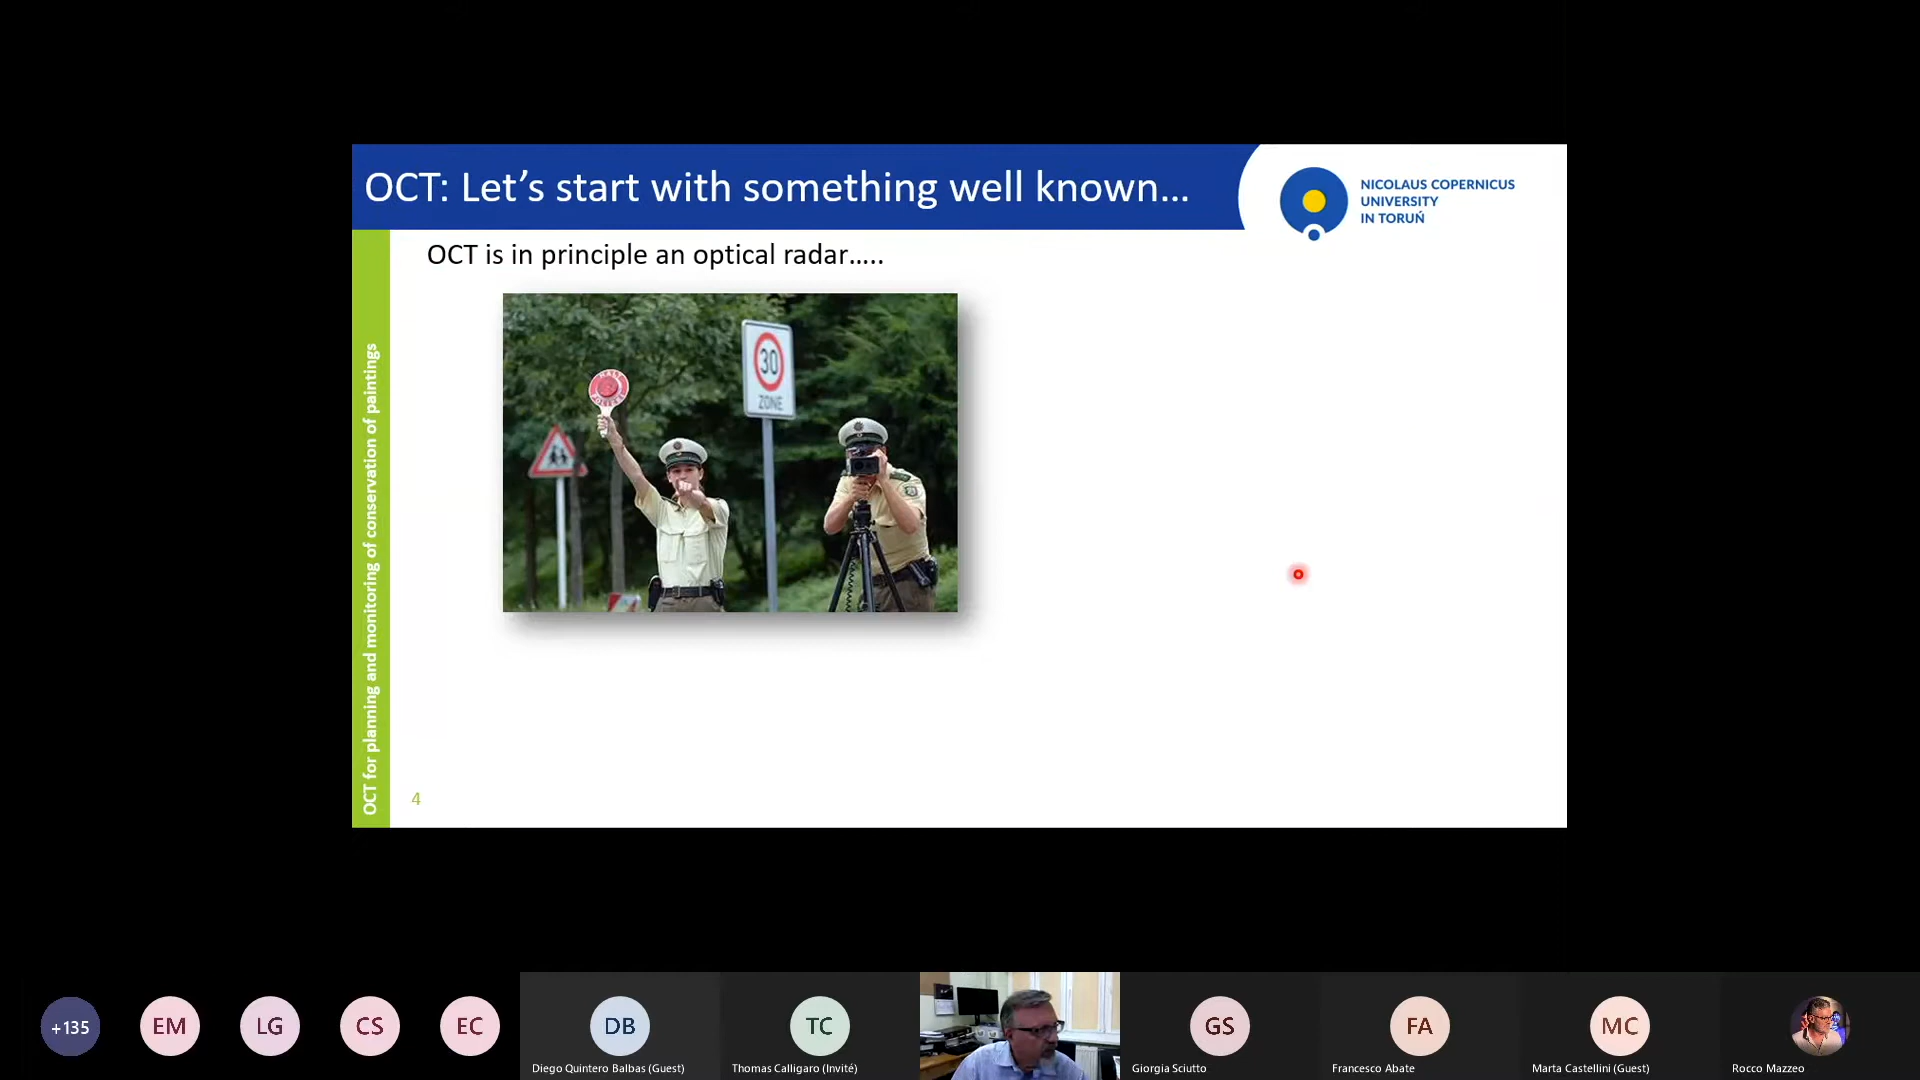 OCT: Let's start with something well known...
NICOLAUS COPERNICUS
UNIVERSITY
IN TORUŃ
OCT is in principle an optical radar.....
30
ZONE
OCT for planning and monitoring of conservation of paintings
4
+135
EM
LG
CS
EC
DB
TC
GS
FA
MC
Diego Quintero Balbas (Guest)
Thomas Calligaro (Invité)
Giorgia Sciutto
Francesco Abate
Marta Castellini (Guest)
Rocco Mazzeo